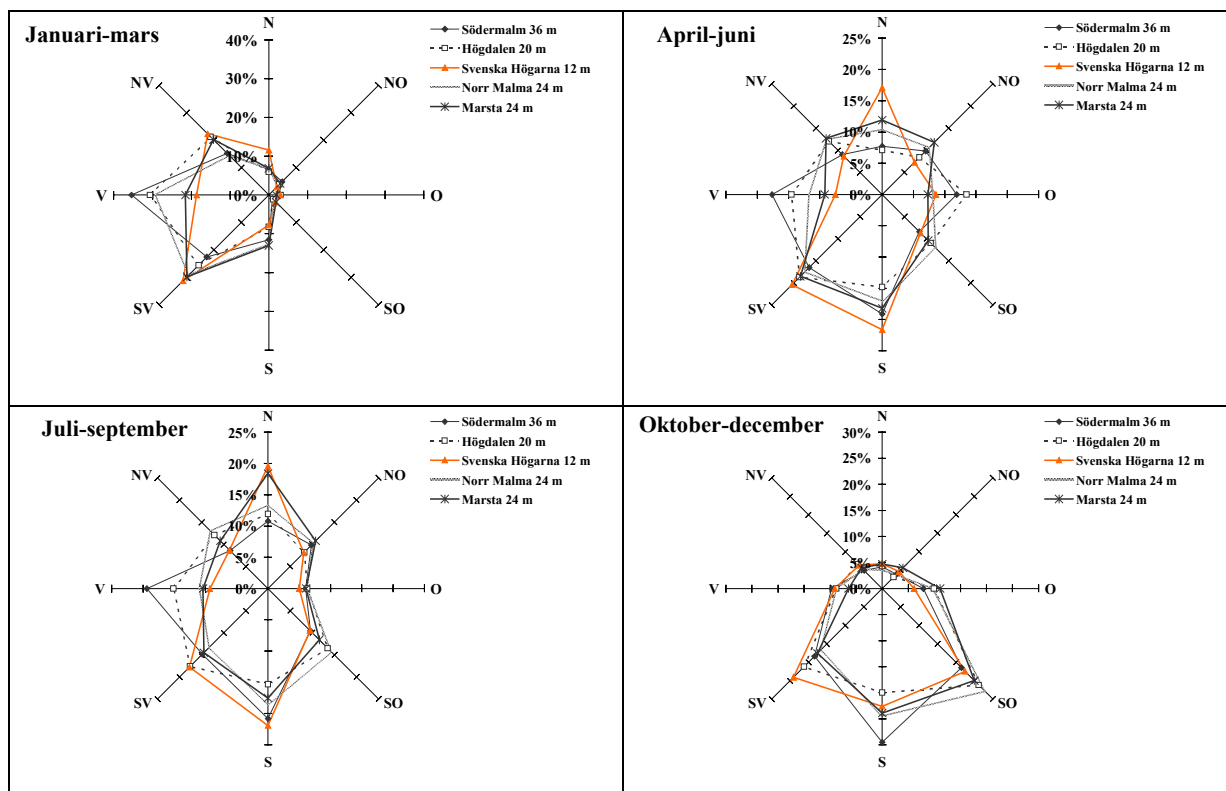 Januari-mars
N
40%
30%
20%
10%
0%
NV
NO
V
O
SV
SO
S
Södermalm 36 m
Högdalen 20 m
Svenska Högarna 12 m
Norr Malma 24 m
Marsta 24 m
April-juni
N
25%
20%
15%
10%
5%
0%
NV
NO
V
O
SV
SO
S
Södermalm 36 m
Högdalen 20 m
Svenska Högarna 12 m
Norr Malma 24 m
Marsta 24 m
Juli-september
N
25%
20%
15%
10%
5%
0%
NV
NO
V
O
SV
SO
S
Södermalm 36 m
Högdalen 20 m
Svenska Högarna 12 m
Norr Malma 24 m
Marsta 24 m
Oktober-december
N
30%
25%
20%
15%
10%
5%
0%
NV
NO
V
O
SV
SO
S
Södermalm 36 m
Högdalen 20 m
Svenska Högarna 12 m
Norr Malma 24 m
Marsta 24 m